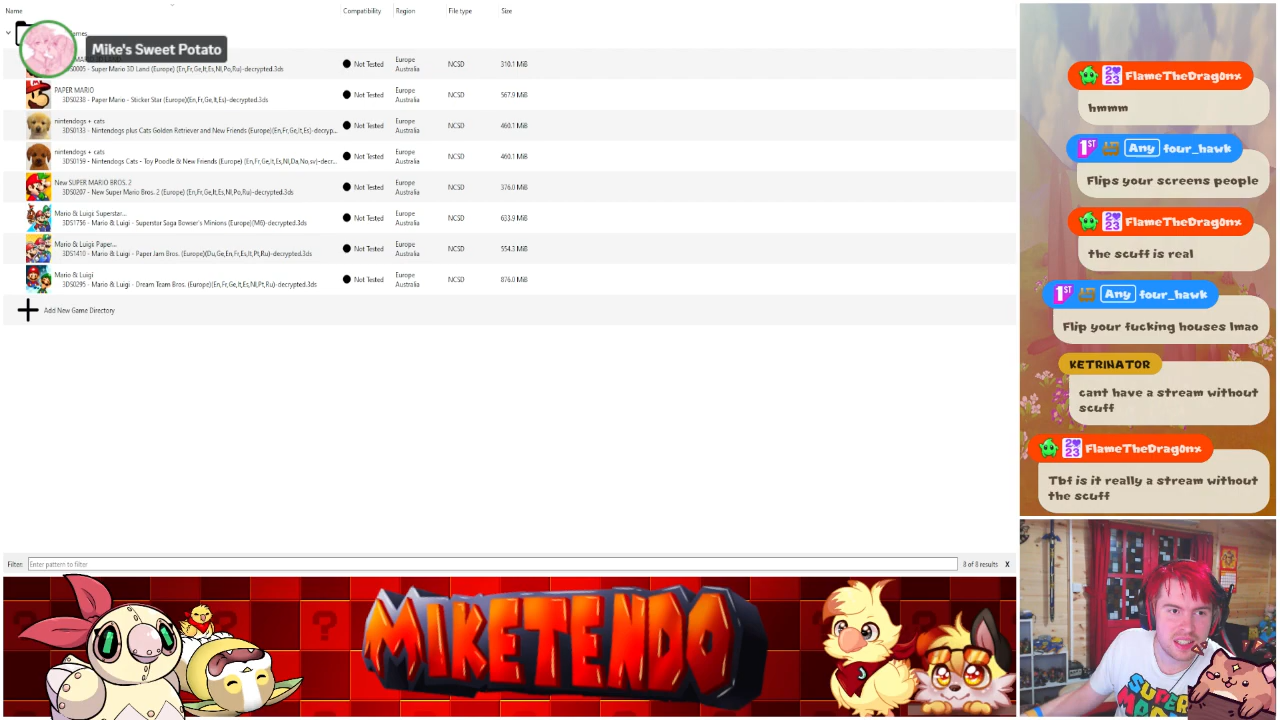 Name Compatibility Region File type Size
ames
Mike's Sweet Potato
3DS0005 - Super Mario 3D Land (Europe) (En,Fr,Ge,It,Es,Nl,Po,Ru)-decrypted.3ds
Not Tested
Europe
Australia
NCSD
310.1 MiB
PAPER MARIO
3DS0238 - Paper Mario - Sticker Star (Europe)(En,Fr,Ge,It,Es)-decrypted.3ds
Not Tested
Europe
Australia
NCSD
567.9 MiB
nintendogs + cats
3DS0133 - Nintendogs plus Cats Golden Retriever and New Friends (Europe)(En,Fr,Ge,It,Es)-decryp...
Not Tested
Europe
Australia
NCSD
460.1 MiB
nintendogs + cats
3DS0159 - Nintendogs Cats - Toy Poodle & New Friends (Europe) (En,Fr,Ge,It,Es,Nl,Da,No,sv)-decr...
Not Tested
Europe
Australia
NCSD
460.1 MiB
New SUPER MARIO BROS. 2
3DS0207 - New Super Mario Bros. 2 (Europe) (En,Fr,Ge,It,Es,Nl,Po,Ru)-decrypted.3ds
Not Tested
Europe
Australia
NCSD
376.0 MiB
Mario & Luigi: Superstar...
3DS1756 - Mario & Luigi - Superstar Saga Bowser's Minions (Europe)(M6)-decrypted.3ds
Not Tested
Europe
Australia
NCSD
633.9 MiB
Mario & Luigi: Paper...
3DS1410 - Mario & Luigi - Paper Jam Bros. (Europe)(Du,Ge,En,Fr,Es,It,Pt,Ru)-decrypted.3ds
Not Tested
Europe
Australia
NCSD
554.3 MiB
Mario & Luigi
3DS0295 - Mario & Luigi - Dream Team Bros. (Europe)(En,Fr,Ge,It,Es,Nl,Pt,Ru)-decrypted.3ds
Not Tested
Europe
Australia
NCSD
876.0 MiB
Add New Game Directory
Filter: Enter pattern to filter 8 of 8 results X
MIKETENDO
FlameTheDrag0nx
hmmm
1ST Any four_hawk
Flips your screens people
FlameTheDrag0nx
the scuff is real
1ST Any four_hawk
Flip your fucking houses lmao
KETRINATOR
cant have a stream without
scuff
FlameTheDrag0nx
Tbf is it really a stream without
the scuff
SUPER